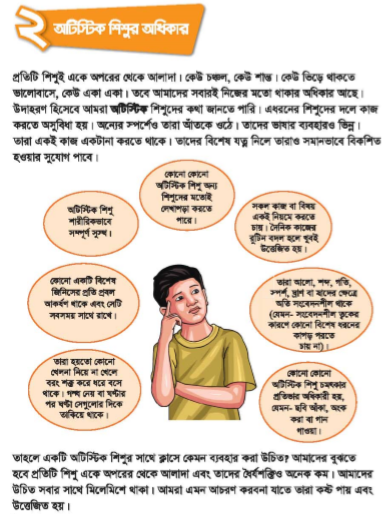 ২ অটিস্টিক শিশুর অধিকার
প্রতিটি শিশুই একে অপরের থেকে আলাদা। কেউ চঞ্চল, কেউ শান্ত। কেউ ভিড়ে থাকতে
ভালোবাসে, কেউ একা একা। তবে আমাদের সবারই নিজের মতো থাকার অধিকার আছে।
উদাহরণ হিসেবে আমরা অটিস্টিক শিশুদের কথা জানতে পারি। এধরনের শিশুদের দলে কাজ
করতে অসুবিধা হয়। অন্যের স্পর্শেও তারা আঁতকে ওঠে। তাদের ভাষার ব্যবহারও ভিন্ন।
তারা একই কাজ একটানা করতে থাকে। তাদের বিশেষ যত্ন নিলে তারাও সমানভাবে বিকশিত
হওয়ার সুযোগ পাবে।
কোনো কোনো
অটিস্টিক শিশু অন্য
শিশুদের মতোই
লেখাপড়া করতে
পারে।
অটিস্টিক শিশু
শারীরিকভাবে
সম্পূর্ণ সুস্থ।
সকল কাজ বা বিষয়
একই নিয়মে করতে
চায়। দৈনিক কাজের
রুটিন বদল হলে খুবই
উত্তেজিত হয়।
কোনো একটি বিশেষ
জিনিসের প্রতি প্রবল
আকর্ষণ থাকে এবং সেটি
সবসময় সাথে রাখে।
তারা আলো, শব্দ, গতি,
স্পর্শ, ঘ্রাণ বা স্বাদের ক্ষেত্রে
অতি সংবেদনশীল থাকে
(যেমন- সংবেদনশীল ত্বকের
কারণে কোনো বিশেষ ধরনের
কাপড় পরতে
চায় না)।
তারা হয়তো কোনো
খেলনা নিয়ে না খেলে
বরং শক্ত করে ধরে বসে
থাকে। গন্ধ নেয় বা ঘণ্টার
পর ঘণ্টা সেগুলোর দিকে
তাকিয়ে থাকে।
কোনো কোনো
অটিস্টিক শিশু চমৎকার
প্রতিভার অধিকারী হয়,
যেমন- ছবি আঁকা, অংক
করা বা গান
গাওয়া।
তাহলে একটি অটিস্টিক শিশুর সাথে ক্লাসে কেমন ব্যবহার করা উচিত? আমাদের বুঝতে
হবে প্রতিটি শিশু একে অপরের থেকে আলাদা এবং তাদের ধৈর্যশক্তিও অনেক কম। আমাদের
উচিত সবার সাথে মিলেমিশে থাকা। আমরা এমন আচরণ করবনা যাতে তারা কষ্ট পায় এবং
উত্তেজিত হয়।